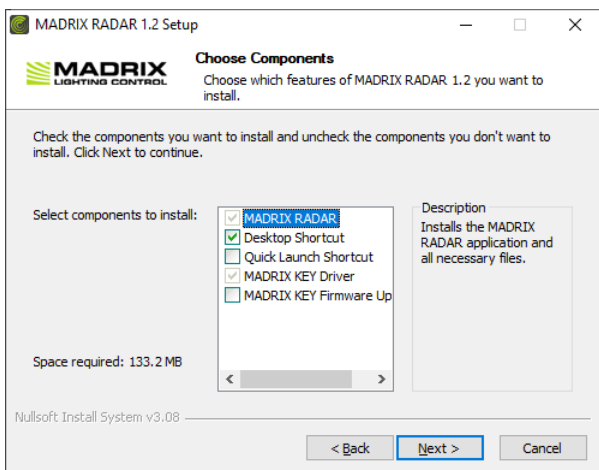 MADRIX RADAR 1.2 Setup
MADRIX
LIGHTING CONTROL
Choose Components
Choose which features of MADRIX RADAR 1.2 you want to
install.
Check the components you want to install and uncheck the components you don't want to
install. Click Next to continue.
Select components to install:
MADRIX RADAR
Desktop Shortcut
Quick Launch Shortcut
MADRIX KEY Driver
MADRIX KEY Firmware Up
Description
Installs the MADRIX
RADAR application and
all necessary files.
Space required: 133.2 MB
Nullsoft Install System v3.08
< Back
Next >
Cancel